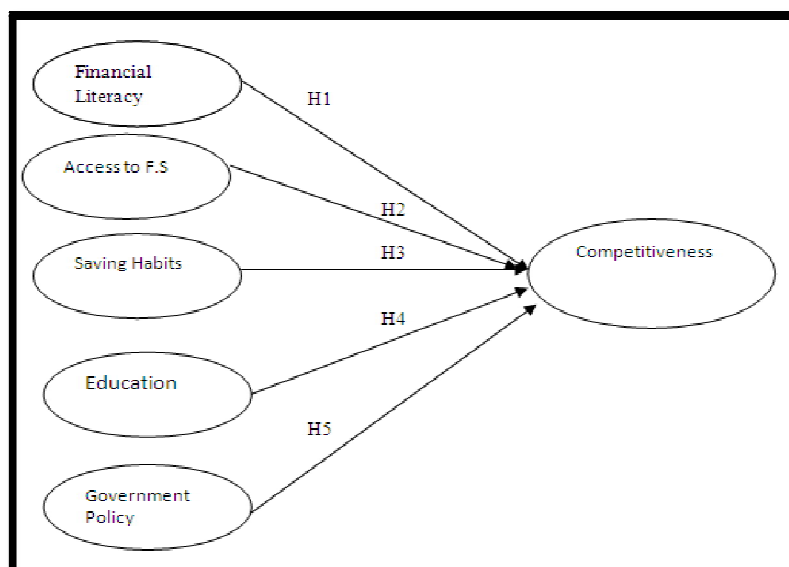 Financial
Literacy
H1
Access to F.S
H2
Saving Habits
H3
Competitiveness
H4
Education
H5
Government
Policy